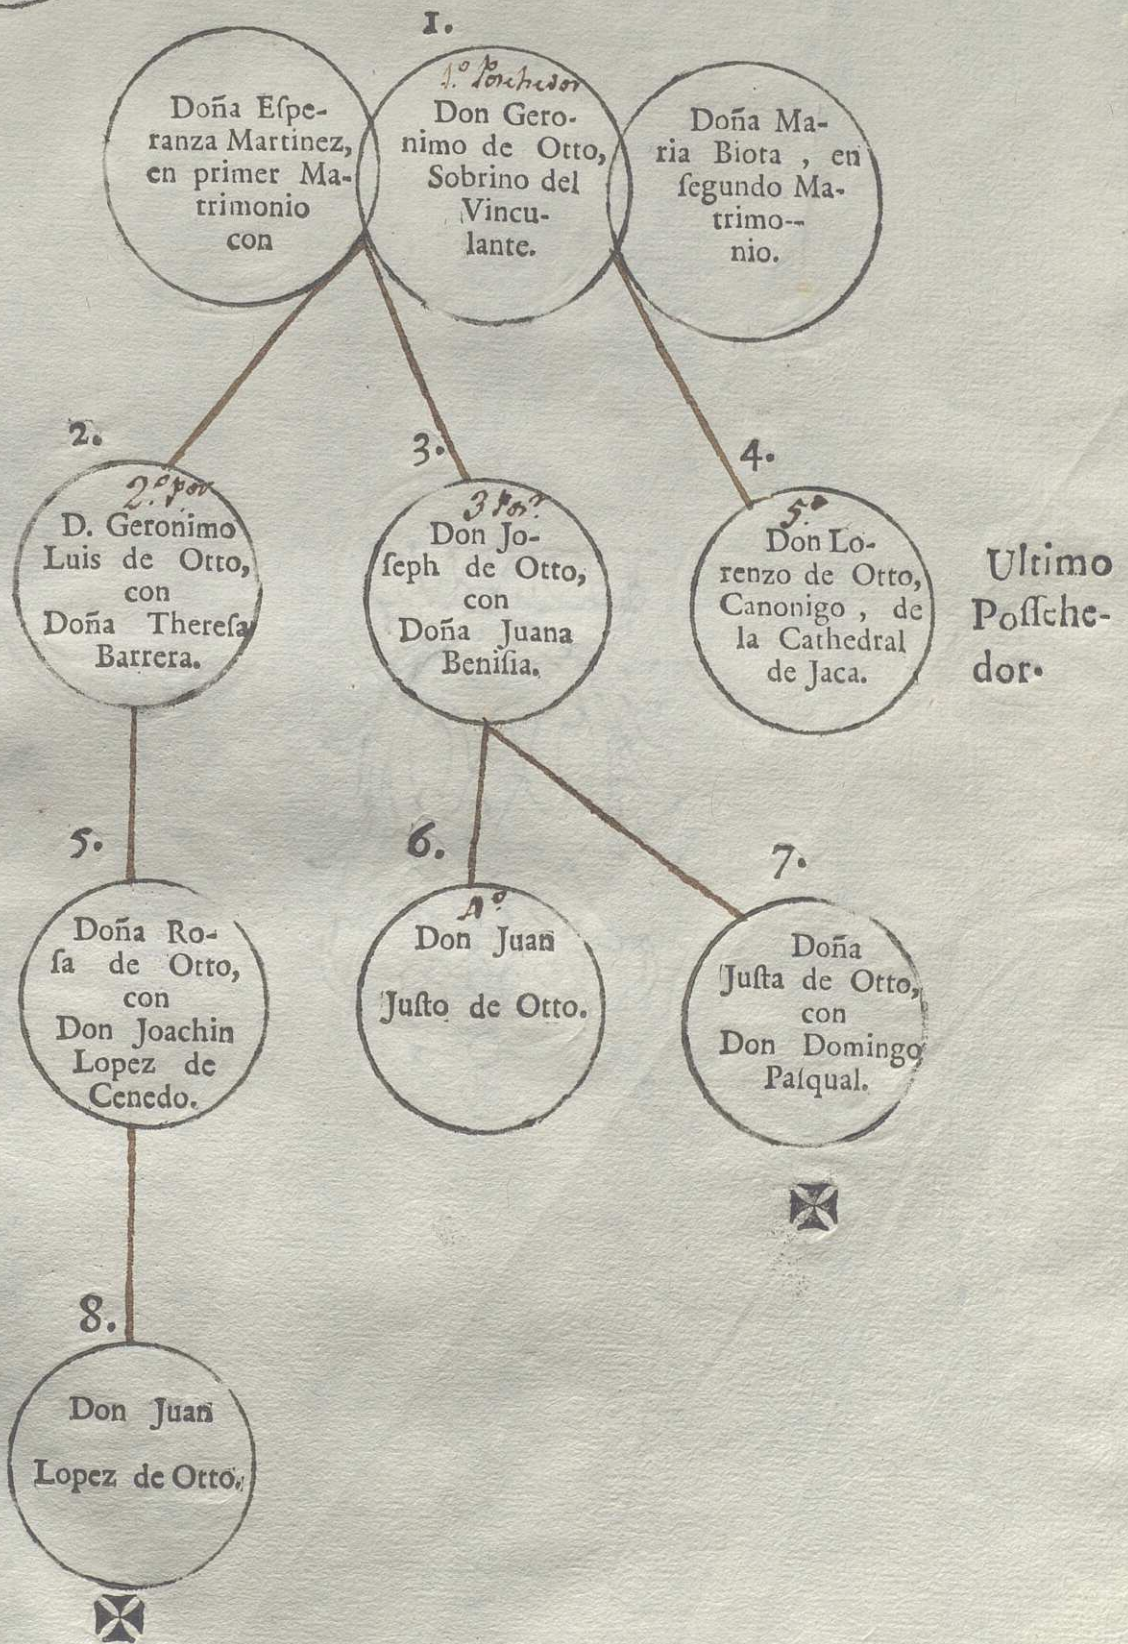 1.
Doña Eſpe-
ranza Martinez,
en primer Ma-
trimonio
con
1.º Poſehedor
Don Gero-
nimo de Otto,
Sobrino del
Vincu-
lante.
Doña Ma-
ria Biota , en
ſegundo Ma-
trimo--
nio.
2.
2.º por
D. Geronimo
Luis de Otto,
con
Doña Thereſa
Barrera.
3.
3 Por.
Don Jo-
ſeph de Otto,
con
Doña Juana
Beniſia.
4.
5.º
Don Lo-
renzo de Otto,
Canonigo , de
la Cathedral
de Jaca.
Ultimo
Poſſehe-
dor.
5.
Doña Ro-
ſa de Otto,
con
Don Joachin
Lopez de
Cenedo.
6.
4º.
Don Juan
Juſto de Otto.
7.
Doña
Juſta de Otto,
con
Don Domingo
Paſqual.
8.
Don Juan
Lopez de Otto.